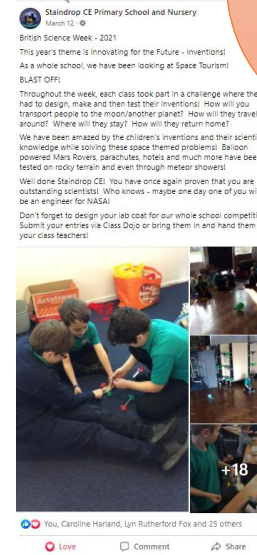 Staindrop CE Primary School and Nursery
March 12 ·
British Science Week - 2021
This year's theme is Innovating for the Future - Inventions!
As a whole school, we have been looking at Space Tourism!
BLAST OFF!
Throughout the week, each class took part in a challenge where the
had to design, make and then test their inventions! How will you
transport people to the moon/another planet? How will they travel
around? Where will they stay? How will they return home?
We have been amazed by the children's inventions and their scienti
knowledge while solving these space themed problems! Balloon
powered Mars Rovers, parachutes, hotels and much more have bee
tested on rocky terrain and even through meteor showers!
Well done Staindrop CE! You have once again proven that you are
outstanding scientists! Who knows - maybe one day one of you wi
be an engineer for NASA!
Don't forget to design your lab coat for our whole school competiti
Submit your entries via Class Dojo or bring them in and hand them
your class teachers!
+18
You, Caroline Harland, Lyn Rutherford Fox and 25 others
Love Comment Share